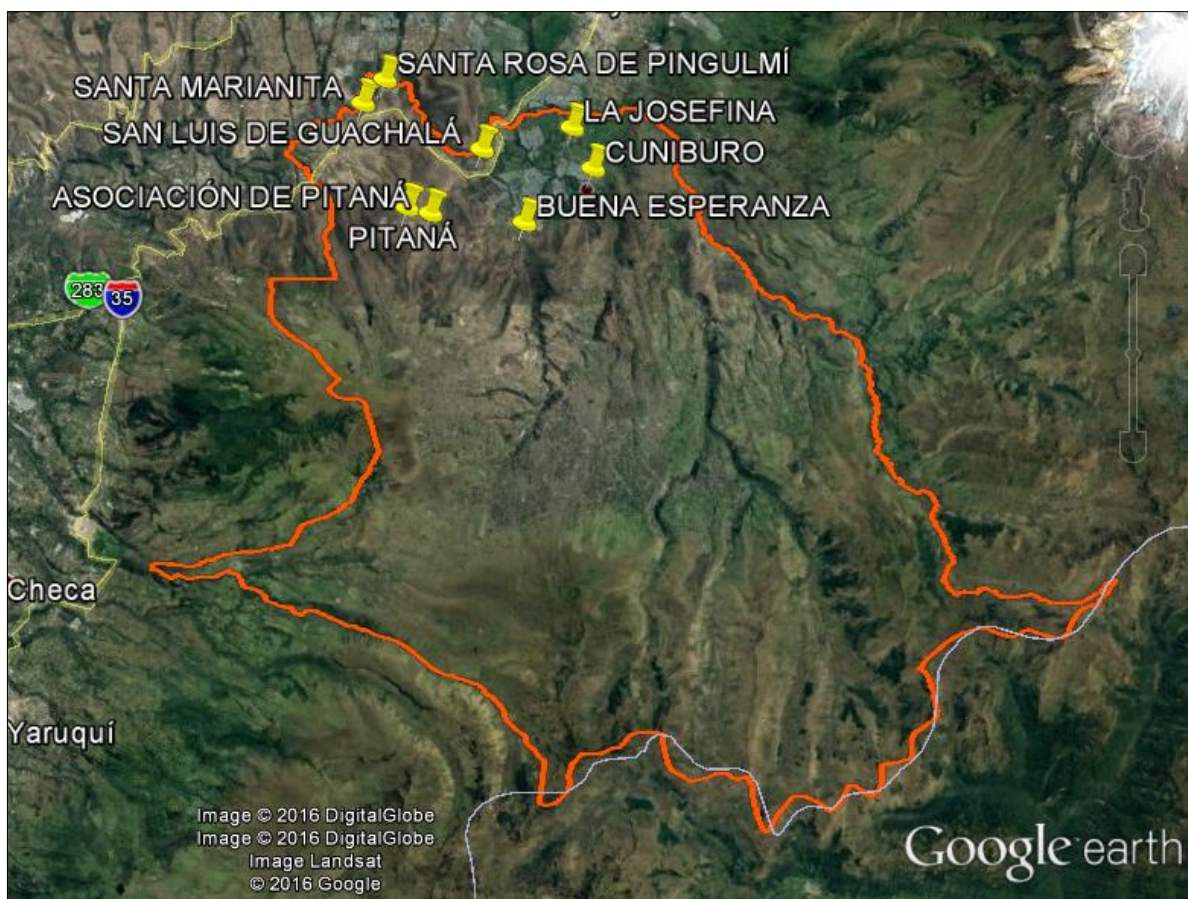 SANTA ROSA DE PINGULMÍ
SANTA MARIANITA
LA JOSEFINA
SAN LUIS DE GUACHALÁ
CUNIBURO
ASOCIACIÓN DE PITANÁ
BUENA ESPERANZA
PITANÁ
283
35
Checa
Yaruquí
Image © 2016 DigitalGlobe
Image © 2016 DigitalGlobe
Image Landsat
© 2016 Google
Google earth